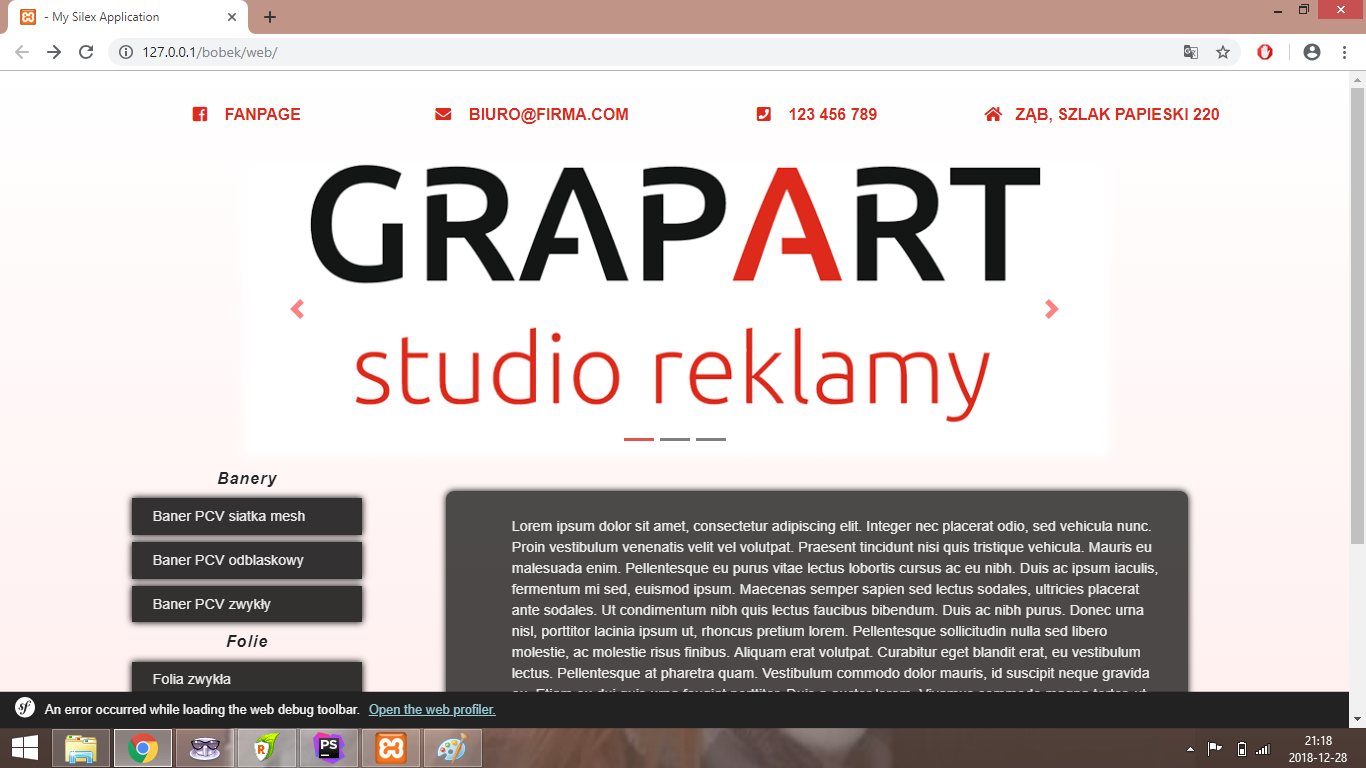 - My Silex Application
127.0.0.1/bobek/web/
FANPAGE
BIURO@FIRMA.COM
123 456 789
ZĄB, SZLAK PAPIESKI 220
GRAPART
studio reklamy
Banery
Baner PCV siatka mesh
Baner PCV odblaskowy
Baner PCV zwykły
Folie
Folia zwykła
Lorem ipsum dolor sit amet, consectetur adipiscing elit. Integer nec placerat odio, sed vehicula nunc.
Proin vestibulum venenatis velit vel volutpat. Praesent tincidunt nisi quis tristique vehicula. Mauris eu
malesuada enim. Pellentesque eu purus vitae lectus lobortis cursus ac eu nibh. Duis ac ipsum iaculis,
fermentum mi sed, euismod ipsum. Maecenas semper sapien sed lectus sodales, ultricies placerat
ante sodales. Ut condimentum nibh quis lectus faucibus bibendum. Duis ac nibh purus. Donec urna
nisl, porttitor lacinia ipsum ut, rhoncus pretium lorem. Pellentesque sollicitudin nulla sed libero
molestie, ac molestie risus finibus. Aliquam erat volutpat. Curabitur eget blandit erat, eu vestibulum
lectus. Pellentesque at pharetra quam. Vestibulum commodo dolor mauris, id suscipit neque gravida
sf An error occurred while loading the web debug toolbar. Open the web profiler.
R
PS
21:18
2018-12-28